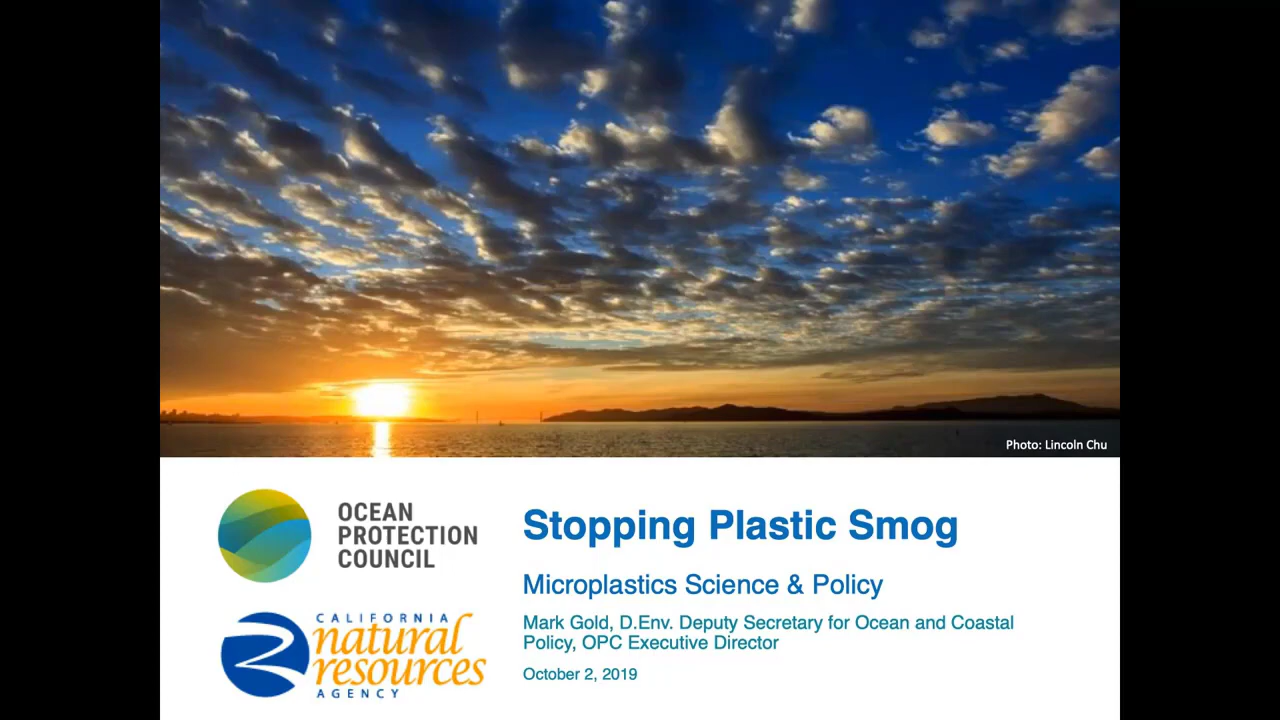 Photo: Lincoln Chu
OCEAN
PROTECTION
COUNCIL
CALIFORNIA
natural
resources
AGENCY
Stopping Plastic Smog
Microplastics Science & Policy
Mark Gold, D.Env. Deputy Secretary for Ocean and Coastal
Policy, OPC Executive Director
October 2, 2019